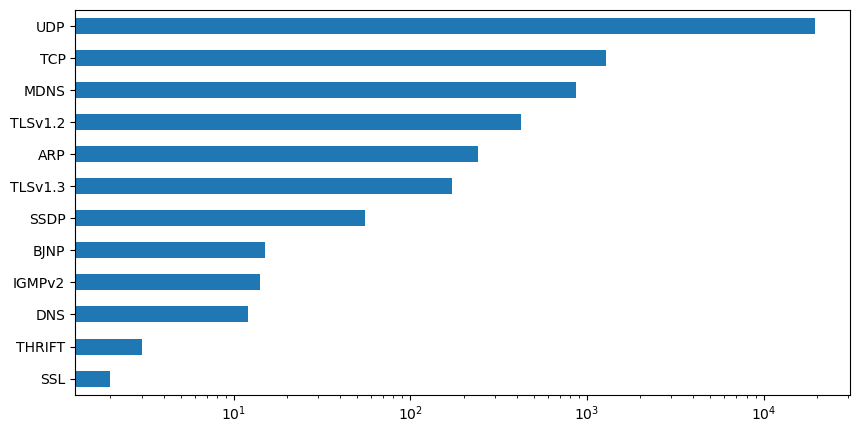 UDP
TCP
MDNS
TLSv1.2
ARP
TLSv1.3
SSDP
BJNP
IGMPv2
DNS
THRIFT
SSL
10¹ 10² 10³ 10⁴